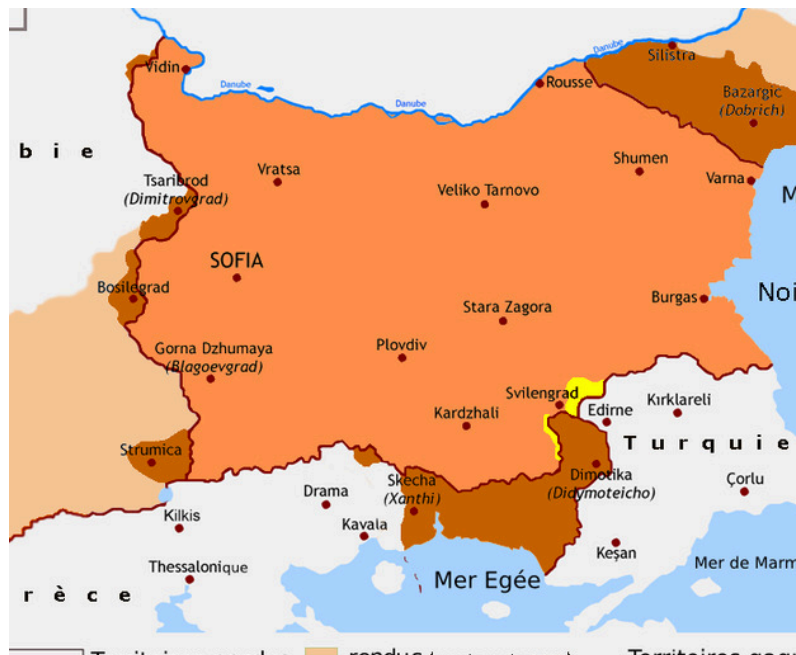 Danube
Silistra
Vidin
Danube
Danube
Rousse
Bazargic
(Dobrich)
b i e
Shumen
Vratsa
Varna
Tsaribrod
(Dimitrovgrad)
Veliko Tarnovo
M
SOFIA
Bosilegrad
Burgas
Noi
Stara Zagora
Plovdiv
Gorna Dzhumaya
(Blagoevgrad)
Svilengrad
Kırklareli
Edirne
Kardzhali
Turquie
Strumica
Dimotika
(Didymoteicho)
Skecha
(Xanthi)
Çorlu
Drama
Kilkis
Kavala
Keşan
Mer de Marm
Thessalonique
Mer Egée
r è c e
rendus